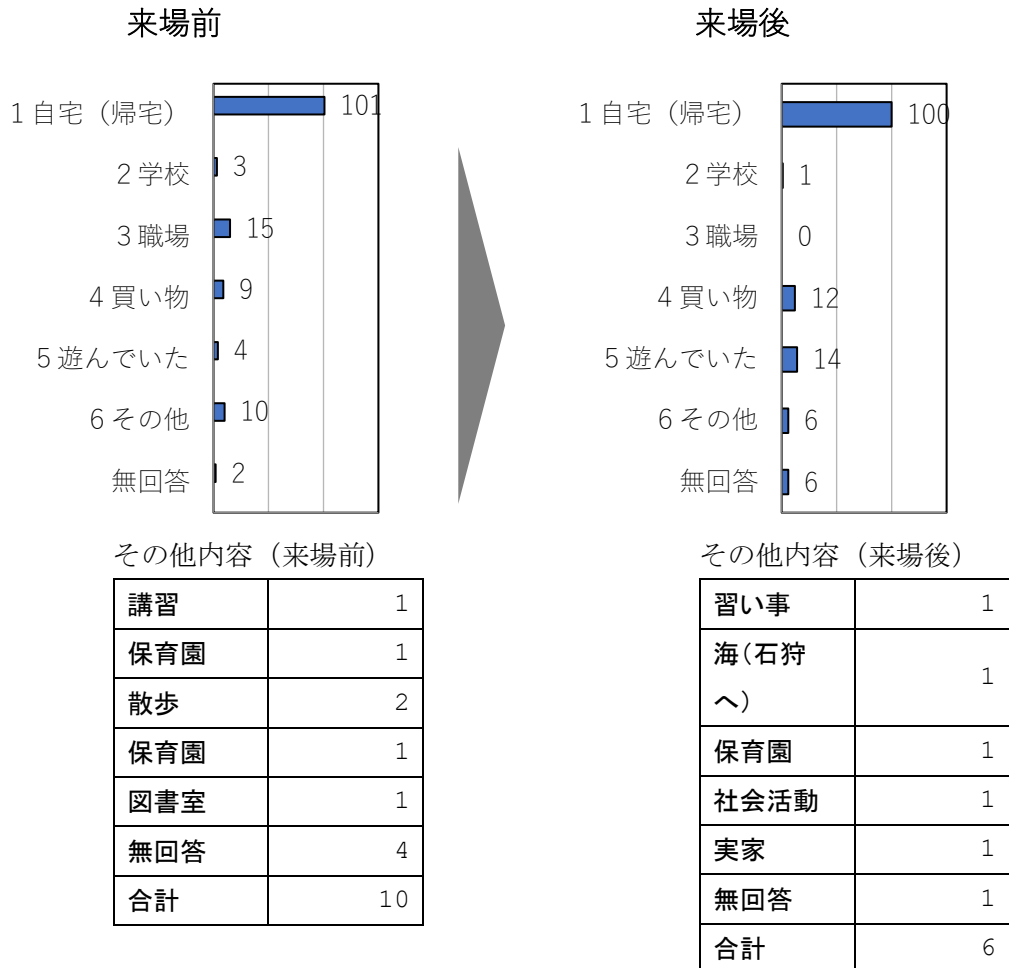 来場前
1自宅（帰宅） 101
2学校 3
3職場 15
4買い物 9
5遊んでいた 4
6その他 10
無回答 2
その他内容（来場前）
講習 1
保育園 1
散歩 2
保育園 1
図書室 1
無回答 4
合計 10
来場後
1自宅（帰宅） 100
2学校 1
3職場 0
4買い物 12
5遊んでいた 14
6その他 6
無回答 6
その他内容（来場後）
習い事 1
海（石狩
へ） 1
保育園 1
社会活動 1
実家 1
無回答 1
合計 6